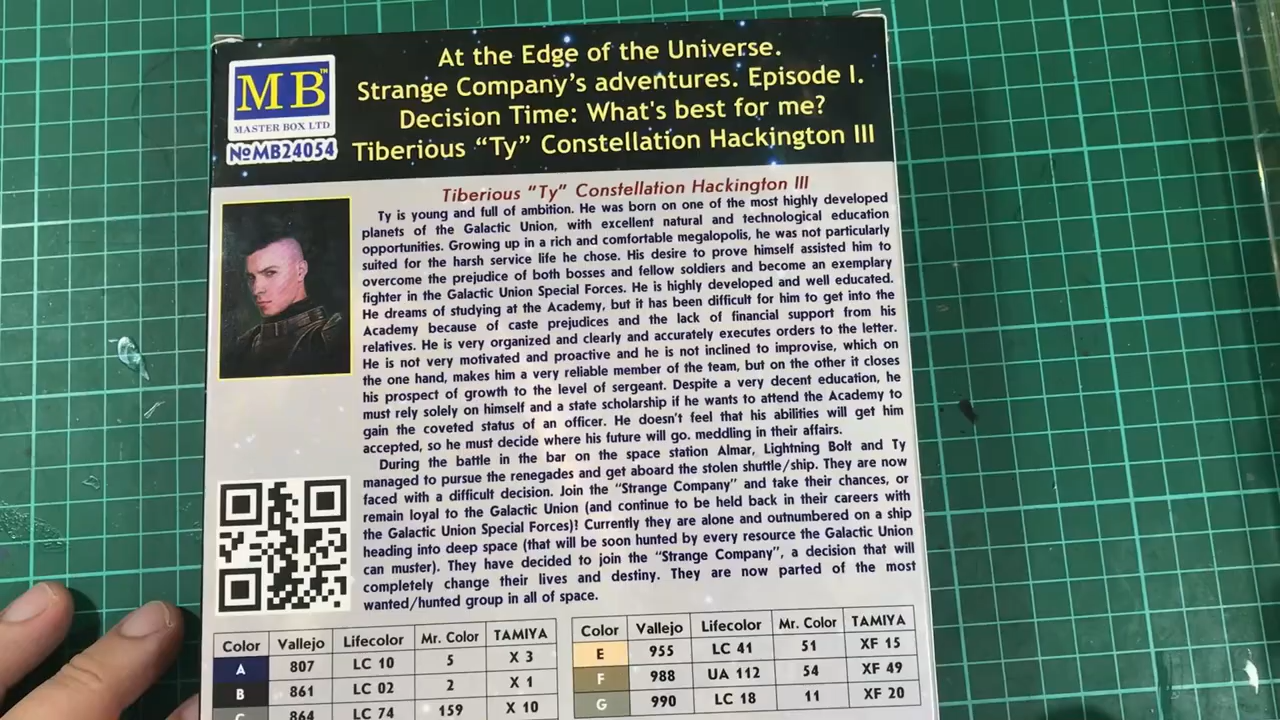 At the Edge of the Universe.
Strange Company's adventures. Episode I.
Decision Time: What's best for me?
Tiberious “Ty” Constellation Hackington III
MB™
MASTER BOX LTD
№MB24054
Tiberious “Ty” Constellation Hackington III
Ty is young and full of ambition. He was born on one of the most highly developed
planets of the Galactic Union, with excellent natural and technological education
opportunities. Growing up in a rich and comfortable megalopolis, he was not particularly
suited for the harsh service life he chose. His desire to prove himself assisted him to
overcome the prejudice of both bosses and fellow soldiers and become an exemplary
fighter in the Galactic Union Special Forces. He is highly developed and well educated.
He dreams of studying at the Academy, but it has been difficult for him to get into the
Academy because of caste prejudices and the lack of financial support from his
relatives. He is very organized and clearly and accurately executes orders to the letter.
He is not very motivated and proactive and he is not inclined to improvise, which on
the one hand, makes him a very reliable member of the team, but on the other it closes
his prospect of growth to the level of sergeant. Despite a very decent education, he
must rely solely on himself and a state scholarship if he wants to attend the Academy to
gain the coveted status of an officer. He doesn't feel that his abilities will get him
accepted, so he must decide where his future will go. meddling in their affairs.
During the battle in the bar on the space station Almar, Lightning Bolt and Ty
managed to pursue the renegades and get aboard the stolen shuttle/ship. They are now
faced with a difficult decision. Join the “Strange Company” and take their chances, or
remain loyal to the Galactic Union (and continue to be held back in their careers with
the Galactic Union Special Forces)! Currently they are alone and outnumbered on a ship
heading into deep space (that will be soon hunted by every resource the Galactic Union
can muster). They have decided to join the “Strange Company”, a decision that will
completely change their lives and destiny. They are now parted of the most
wanted/hunted group in all of space.
Color Vallejo Lifecolor Mr. Color TAMIYA
A 807 LC 10 5 X 3
B 861 LC 02 2 X 1
C 864 LC 74 159 X 10
Color Vallejo Lifecolor Mr. Color TAMIYA
E 955 LC 41 51 XF 15
F 988 UA 112 54 XF 49
G 990 LC 18 11 XF 20